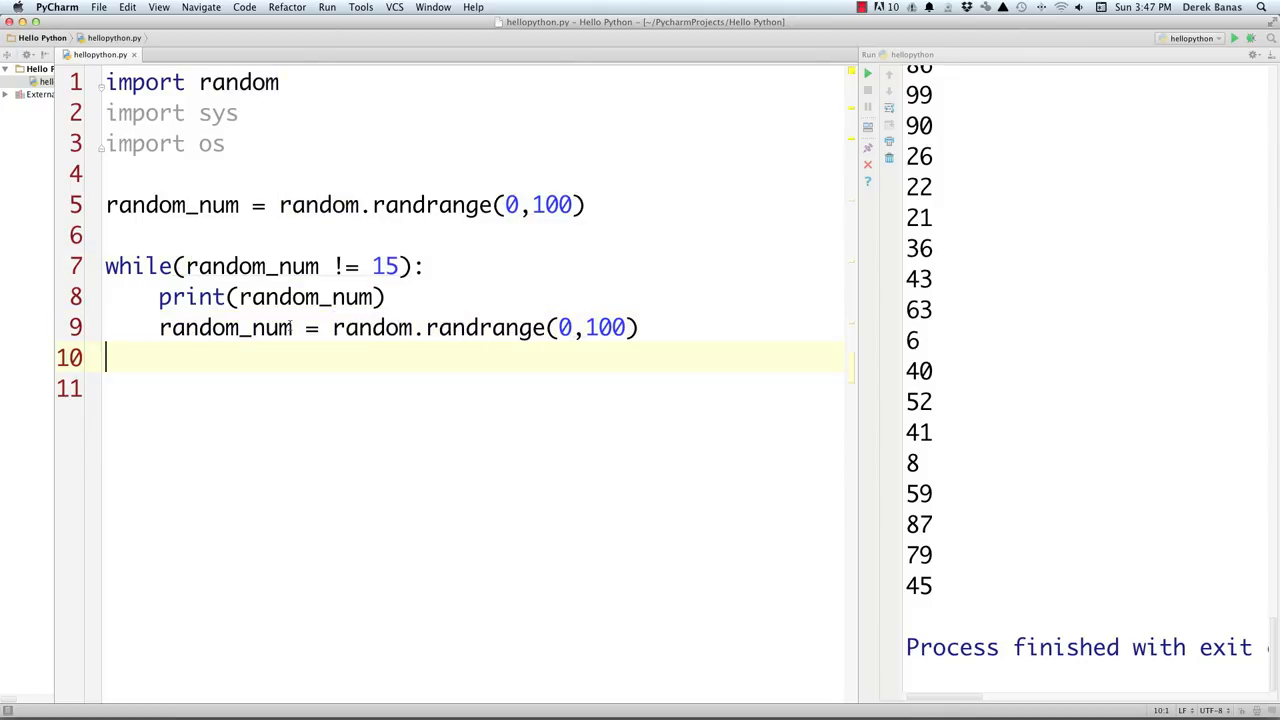 PyCharm File Edit View Navigate Code Refactor Run Tools VCS Window Help 10 Sun 3:47 PM Derek Banas
hellopython.py - Hello Python - [~/PycharmProjects/Hello Python]
Hello Python hellopython.py hellopython
hellopython.py Run hellopython
Hello F
hell
Externa
1 import random
2 import sys
3 import os
4
5 random_num = random.randrange(0,100)
6
7 while(random_num != 15):
8 print(random_num)
9 random_num = random.randrange(0,100)
10
11
99
90
26
22
21
36
43
63
6
40
52
41
8
59
87
79
45
Process finished with exit
10:1 LF UTF-8